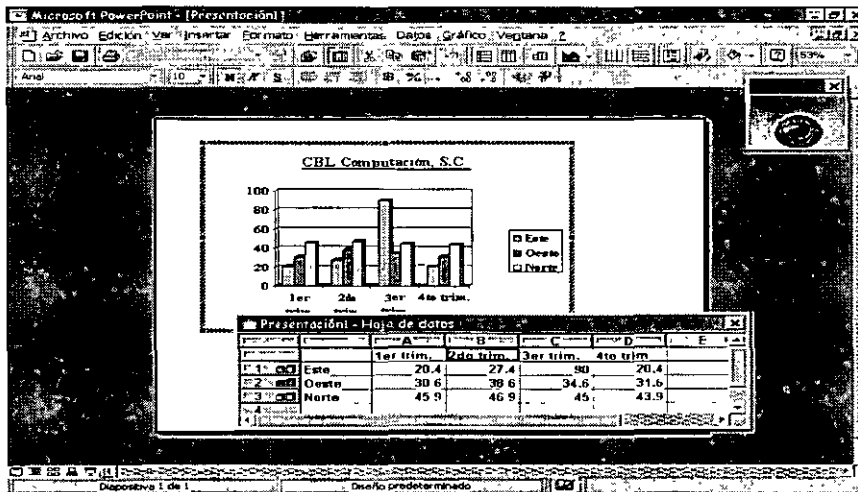 Microsoft PowerPoint - [Presentación1]
Archivo Edición Ver Insertar Formato Herramientas Datos Gráfico Ventana ?
53%
Arial 10 N K S
CBL Computación, S.C
100
80
60
40
20
0
1er 2do 3er 4to trim.
Este
Oeste
Norte
Presentación1 - Hoja de datos
A B C D E
1er trim. 2do trim. 3er trim. 4to trim
1 Este 20.4 27.4 90 20.4
2 Oeste 30 6 38 6 34.6 31.6
3 Norte 45 9 46 9 45 43.9
4
Diapositiva 1 de 1 Diseño predeterminado